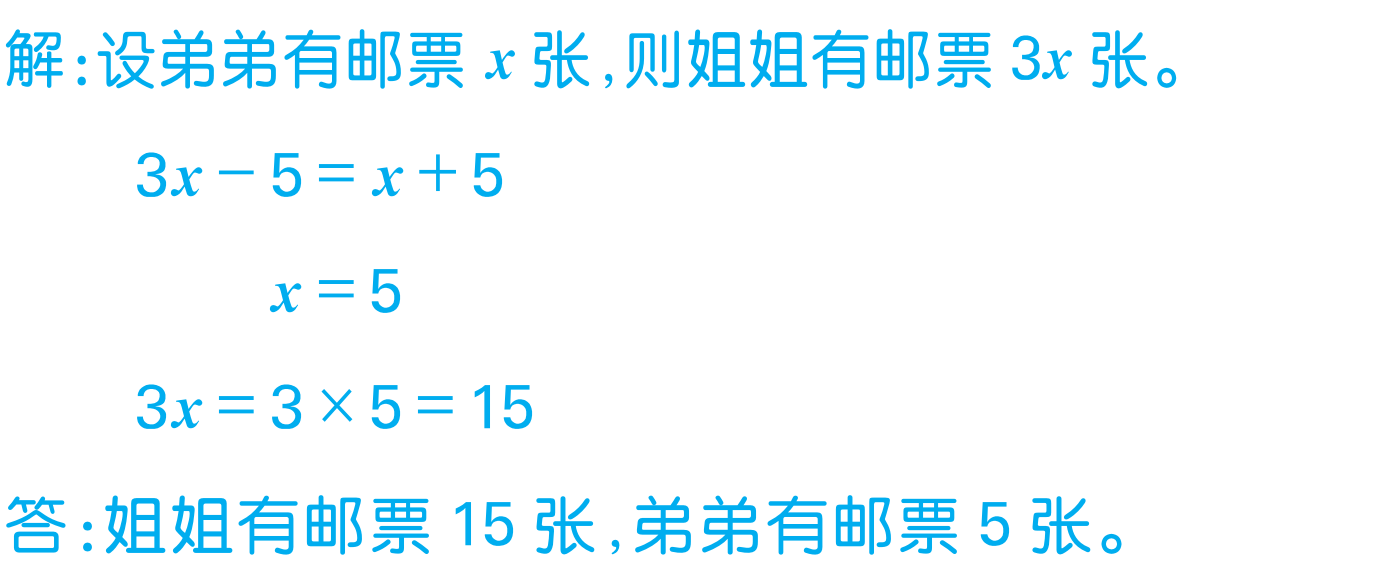 解:设弟弟有邮票 x 张,则姐姐有邮票 3x 张。
3x − 5 = x + 5
x = 5
3x = 3 × 5 = 15
答:姐姐有邮票 15 张,弟弟有邮票 5 张。